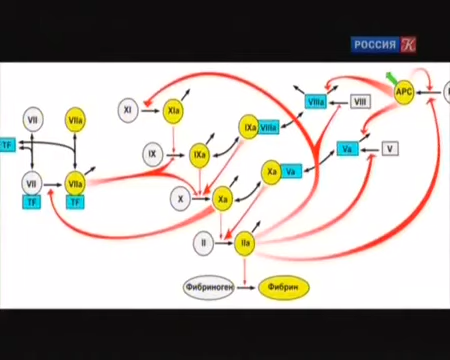 РОССИЯ К
XI
XIa
VIIIa
VIII
APC
VII
VIIa
IXa
VIIIa
TF
IX
IXa
Va
V
Xa
Va
VII
VIIa
TF
TF
X
Xa
II
IIa
Фибриноген
Фибрин